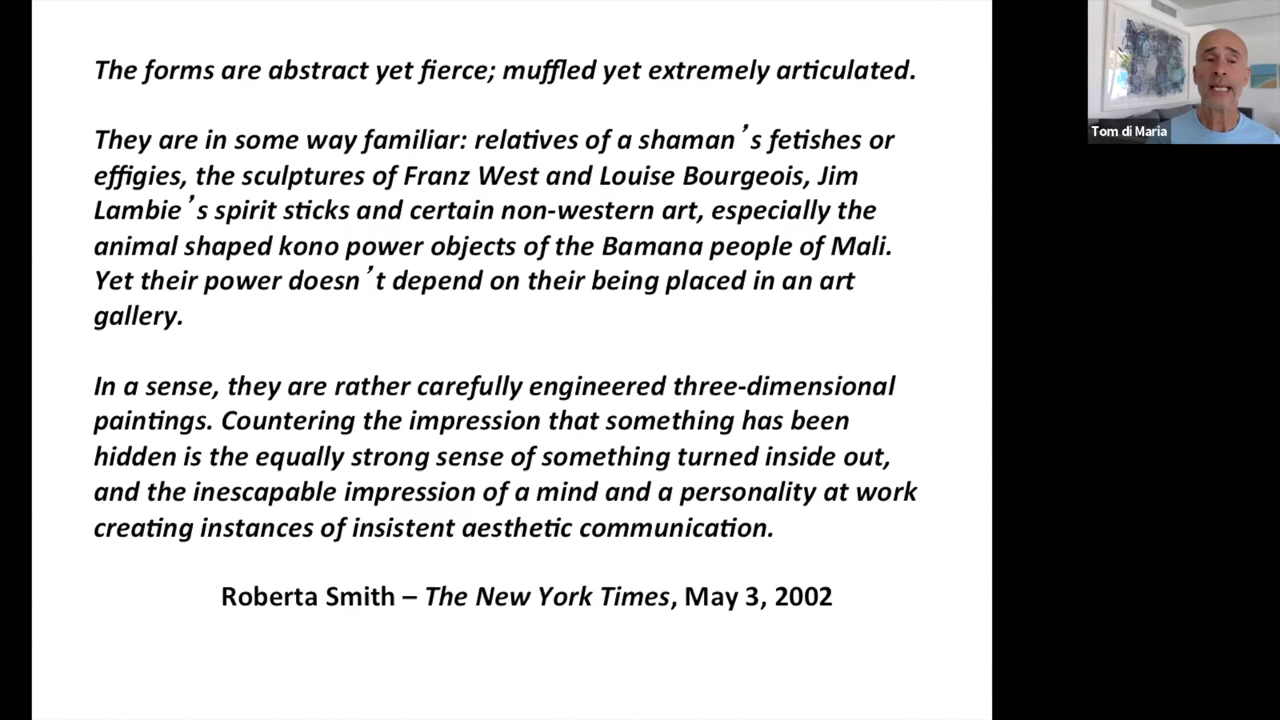 The forms are abstract yet fierce; muffled yet extremely articulated.
They are in some way familiar: relatives of a shaman’s fetishes or
effigies, the sculptures of Franz West and Louise Bourgeois, Jim
Lambie’s spirit sticks and certain non-western art, especially the
animal shaped kono power objects of the Bamana people of Mali.
Yet their power doesn’t depend on their being placed in an art
gallery.
In a sense, they are rather carefully engineered three-dimensional
paintings. Countering the impression that something has been
hidden is the equally strong sense of something turned inside out,
and the inescapable impression of a mind and a personality at work
creating instances of insistent aesthetic communication.
Roberta Smith – The New York Times, May 3, 2002
Tom di Maria